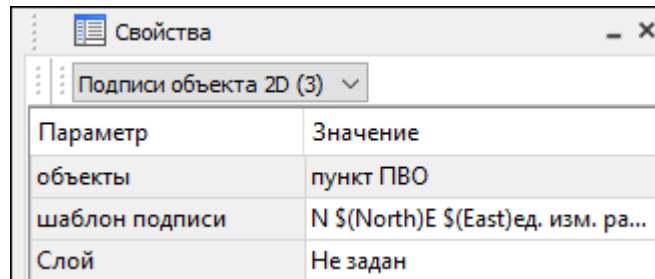 Свойства
Подписи объекта 2D (3)
Параметр Значение
объекты пункт ПВО
шаблон подписи N $(North)E $(East)ед. изм. ра...
Слой Не задан